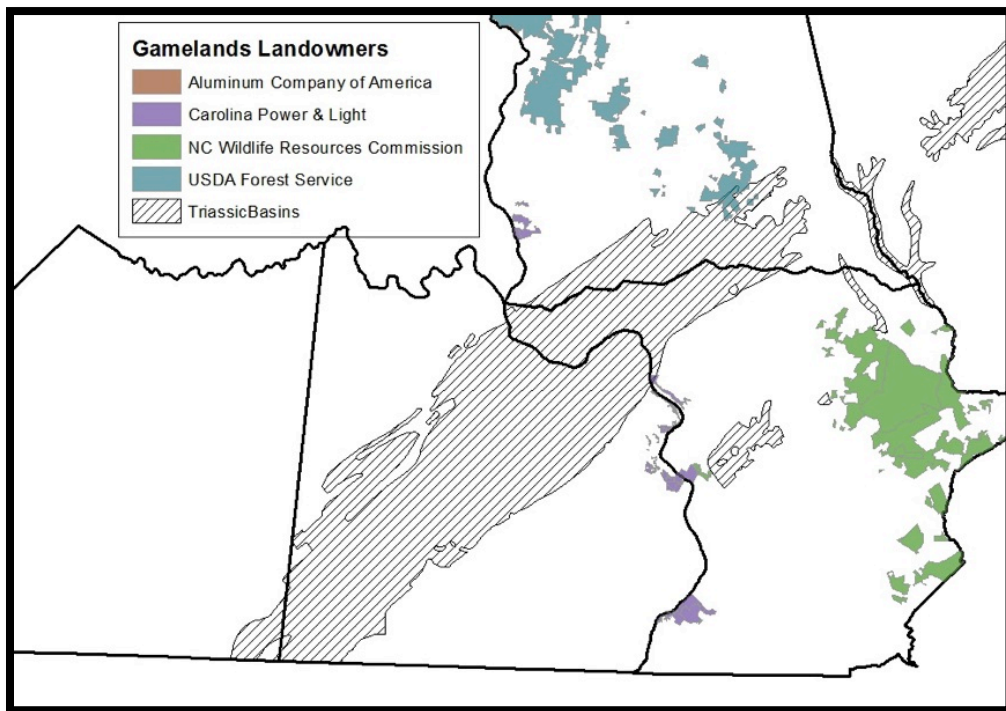 Gamelands Landowners
Aluminum Company of America
Carolina Power & Light
NC Wildlife Resources Commission
USDA Forest Service
TriassicBasins